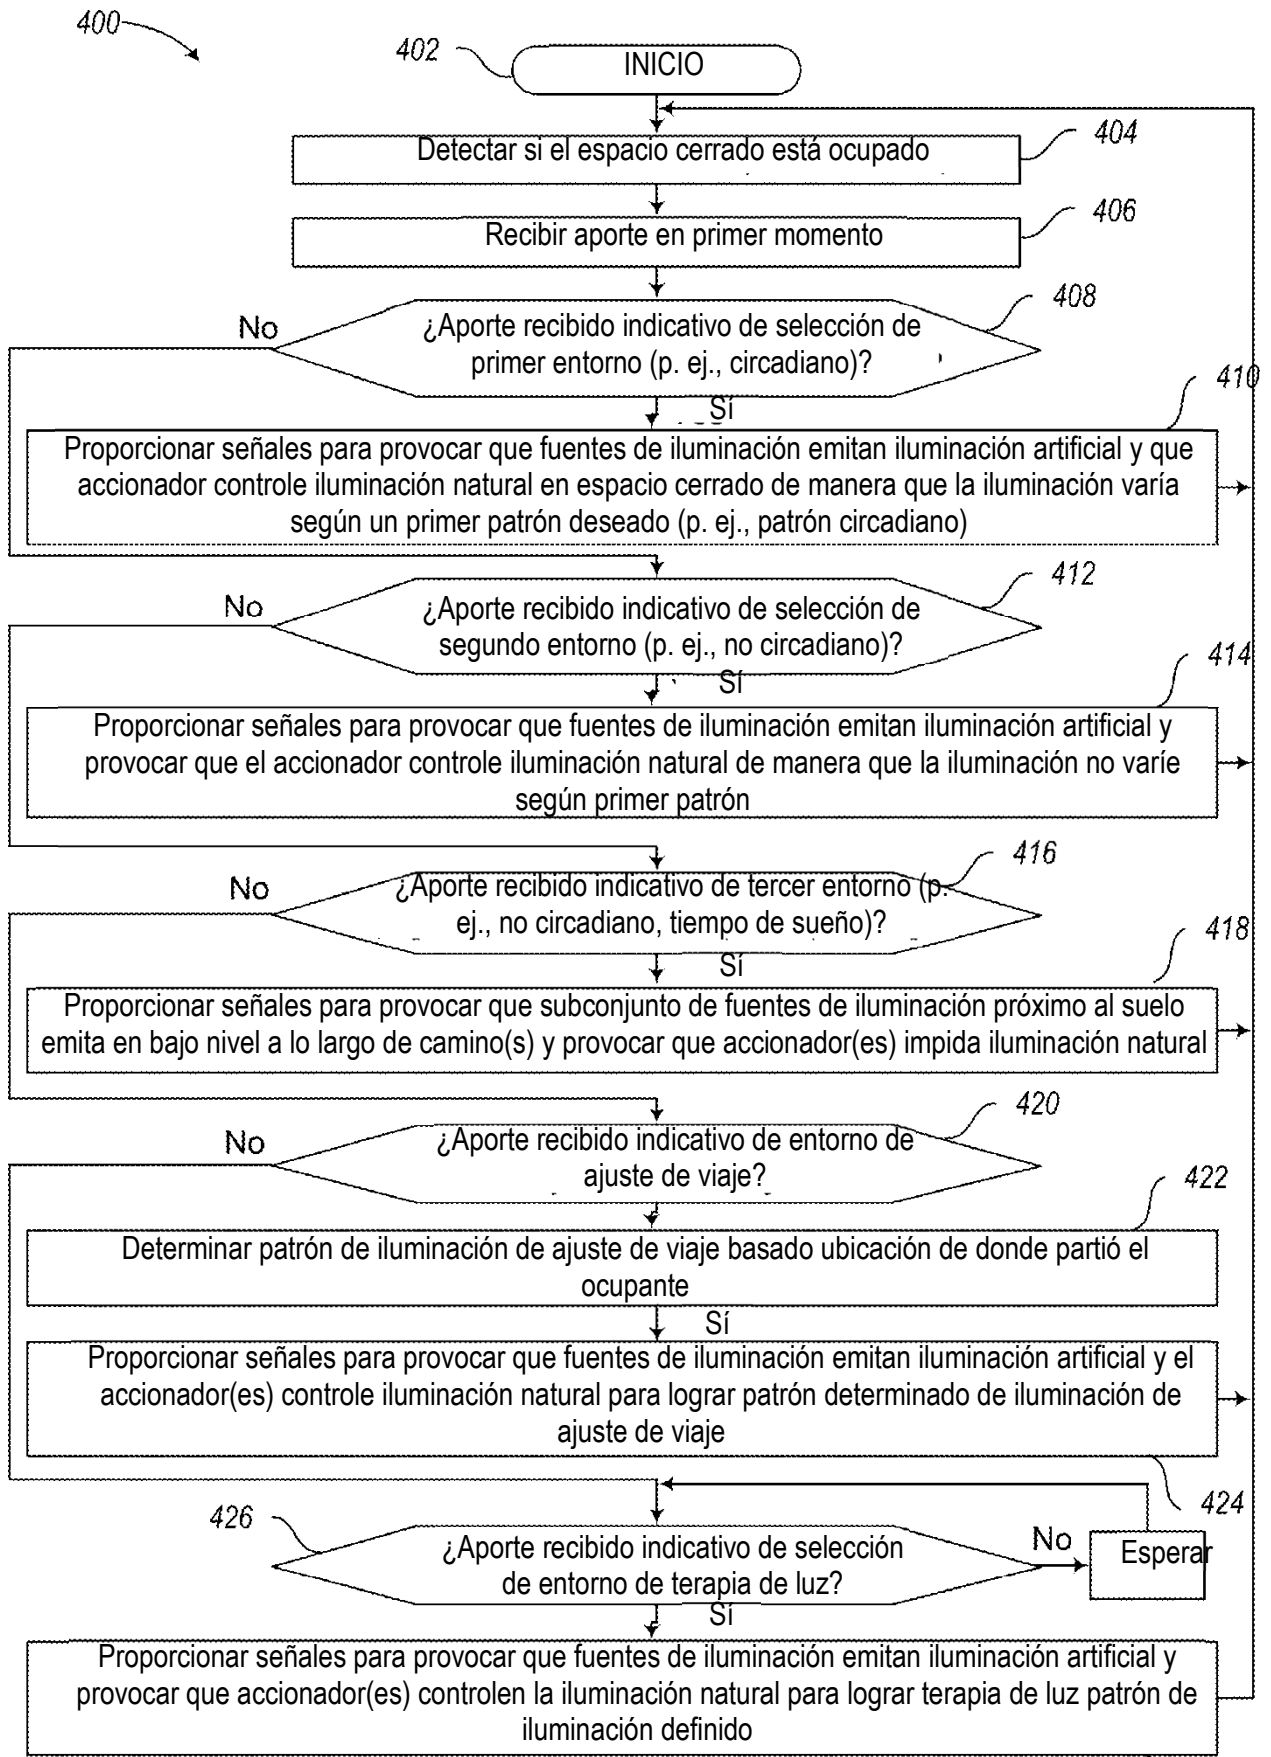 400
402
INICIO
Detectar si el espacio cerrado está ocupado
404
Recibir aporte en primer momento
406
408
No
¿Aporte recibido indicativo de selección de
primer entorno (p. ej., circadiano)?
Sí
410
Proporcionar señales para provocar que fuentes de iluminación emitan iluminación artificial y que
accionador controle iluminación natural en espacio cerrado de manera que la iluminación varía
según un primer patrón deseado (p. ej., patrón circadiano)
412
No
¿Aporte recibido indicativo de selección de
segundo entorno (p. ej., no circadiano)?
Sí
414
Proporcionar señales para provocar que fuentes de iluminación emitan iluminación artificial y
provocar que el accionador controle iluminación natural de manera que la iluminación no varíe
según primer patrón
416
No
¿Aporte recibido indicativo de tercer entorno (p.
ej., no circadiano, tiempo de sueño)?
Sí
418
Proporcionar señales para provocar que subconjunto de fuentes de iluminación próximo al suelo
emita en bajo nivel a lo largo de camino(s) y provocar que accionador(es) impida iluminación natural
420
No
¿Aporte recibido indicativo de entorno de
ajuste de viaje?
422
Determinar patrón de iluminación de ajuste de viaje basado ubicación de donde partió el
ocupante
Sí
Proporcionar señales para provocar que fuentes de iluminación emitan iluminación artificial y el
accionador(es) controle iluminación natural para lograr patrón determinado de iluminación de
ajuste de viaje
424
426
¿Aporte recibido indicativo de selección
de entorno de terapia de luz?
No
Esperar
Sí
Proporcionar señales para provocar que fuentes de iluminación emitan iluminación artificial y
provocar que accionador(es) controlen la iluminación natural para lograr terapia de luz patrón de
iluminación definido